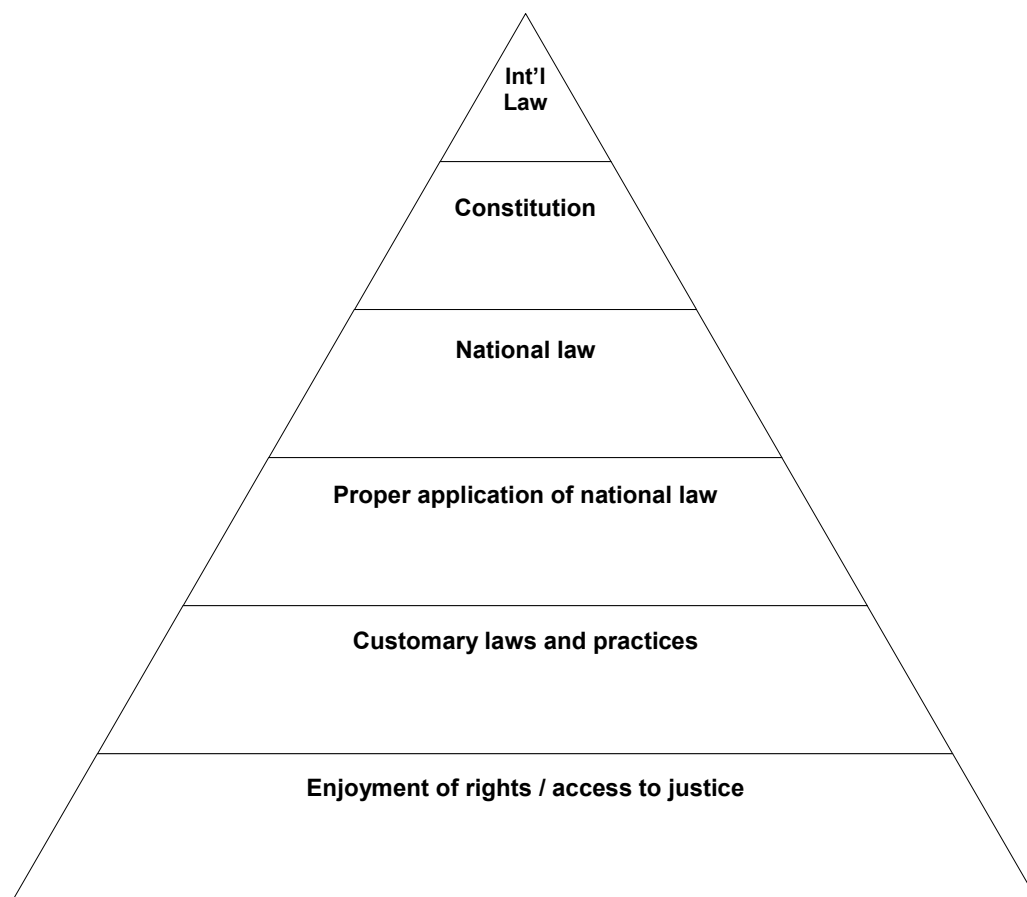 Int’l
Law
Constitution
National law
Proper application of national law
Customary laws and practices
Enjoyment of rights / access to justice